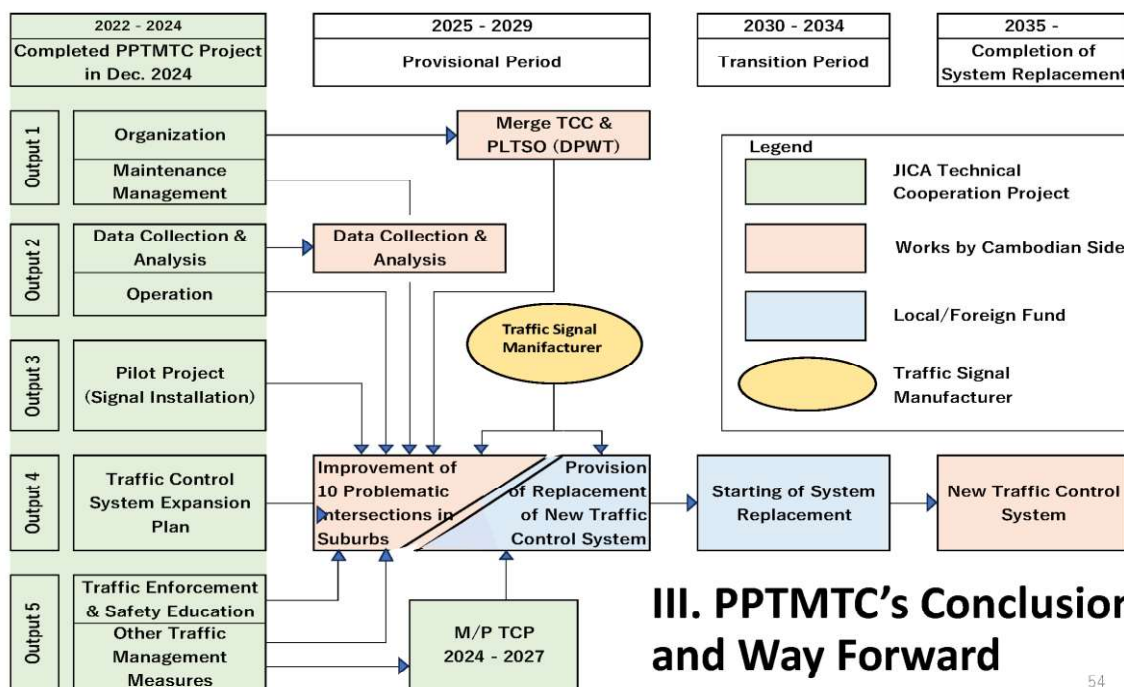 2022 - 2024
Completed PPTMTC Project
in Dec. 2024
2025 - 2029
Provisional Period
2030 - 2034
Transition Period
2035 -
Completion of
System Replacement
Output 1
Organization
Maintenance
Management
Merge TCC &
PLTSO (DPWT)
Output 2
Data Collection &
Analysis
Operation
Data Collection &
Analysis
Output 3
Pilot Project
(Signal Installation)
Traffic Signal
Manifacturer
Legend
JICA Technical
Cooperation Project
Works by Cambodian Side
Local/Foreign Fund
Traffic Signal
Manufacturer
Output 4
Traffic Control
System Expansion
Plan
Improvement of
10 Problematic
Intersections in
Suburbs
Provision
of Replacement
of New Traffic
Control System
Starting of System
Replacement
New Traffic Control
System
Output 5
Traffic Enforcement
& Safety Education
Other Traffic
Management
Measures
M/P TCP
2024 - 2027
III. PPTMTC's Conclusion
and Way Forward
54